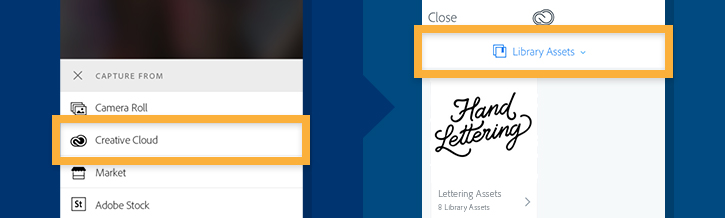 CAPTURE FROM
Camera Roll
Creative Cloud
Market
St Adobe Stock
Close
Library Assets
Hand
Lettering
Lettering Assets
8 Library Assets